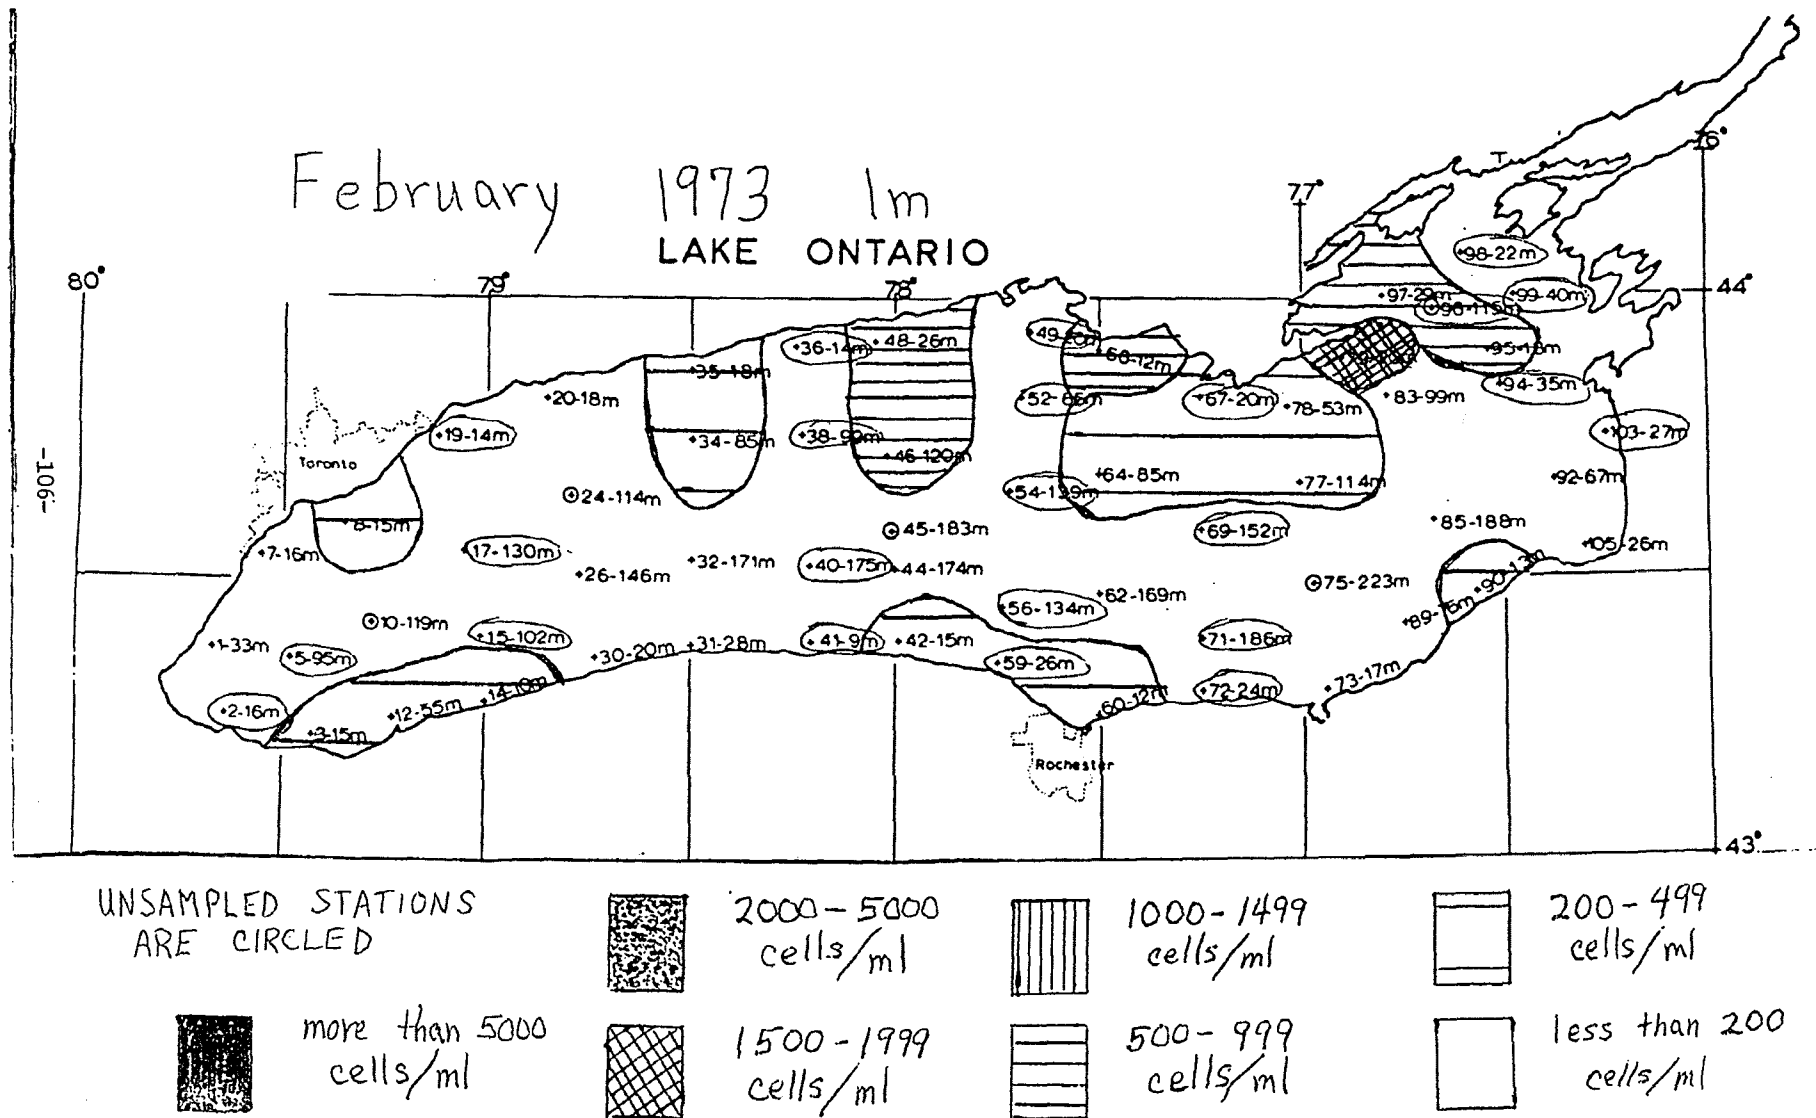 February 1973 1m
LAKE ONTARIO
80°
79°
78°
77°
76°
44°
43°
-106-
Toronto
Rochester
98-22m
97-29m
99-40m
95-18m
94-35m
36-14m
48-26m
68-12m
35-18m
20-18m
52-66m
67-20m
78-53m
83-99m
103-27m
19-14m
34-85m
38-92m
46-120m
64-85m
77-114m
92-67m
24-114m
54-139m
8-15m
45-183m
69-152m
85-188m
7-16m
17-130m
32-171m
40-175m
44-174m
105-26m
26-146m
75-223m
90-13m
10-119m
56-134m
62-169m
1-33m
15-102m
30-20m
31-28m
41-9m
42-15m
71-186m
5-95m
59-26m
73-17m
2-16m
12-55m
14-10m
60-12m
72-24m
3-15m
UNSAMPLED STATIONS
ARE CIRCLED
2000-5000
cells/ml
1000-1499
cells/ml
200-499
cells/ml
more than 5000
cells/ml
1500-1999
cells/ml
500-999
cells/ml
less than 200
cells/ml